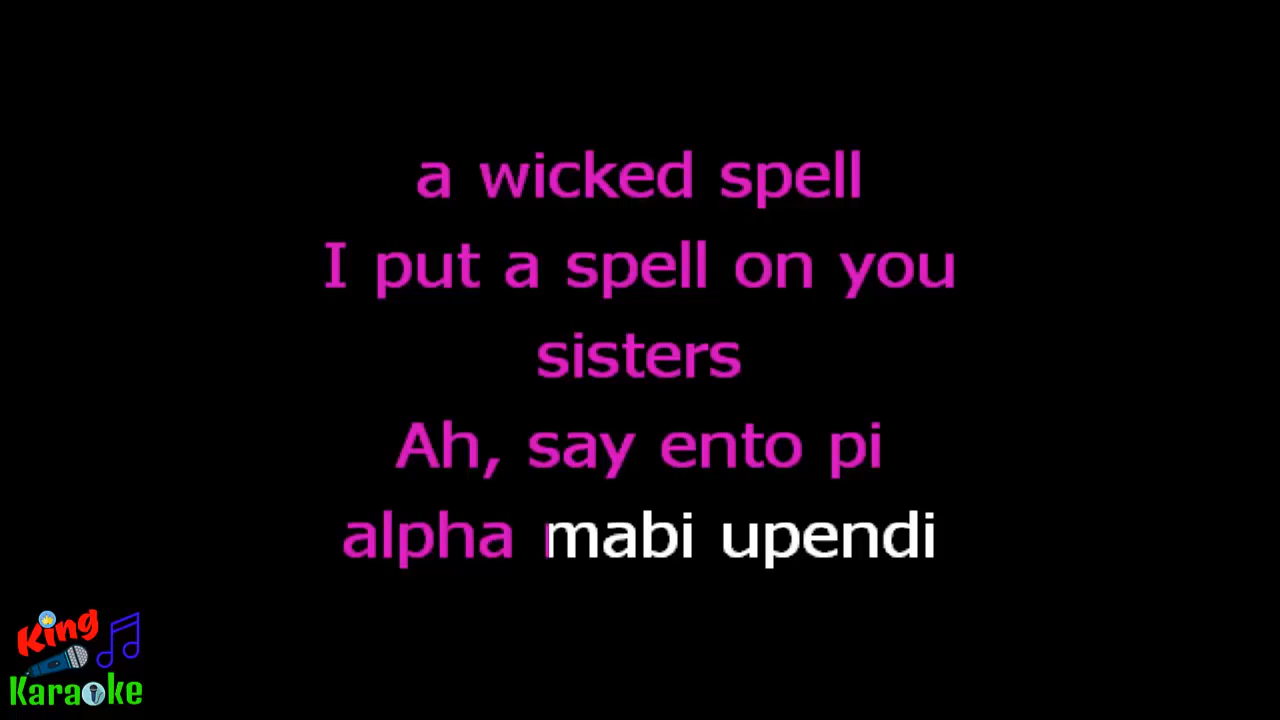 a wicked spell
I put a spell on you
sisters
Ah, say ento pi
alpha mabi upendi
King
Karaoke